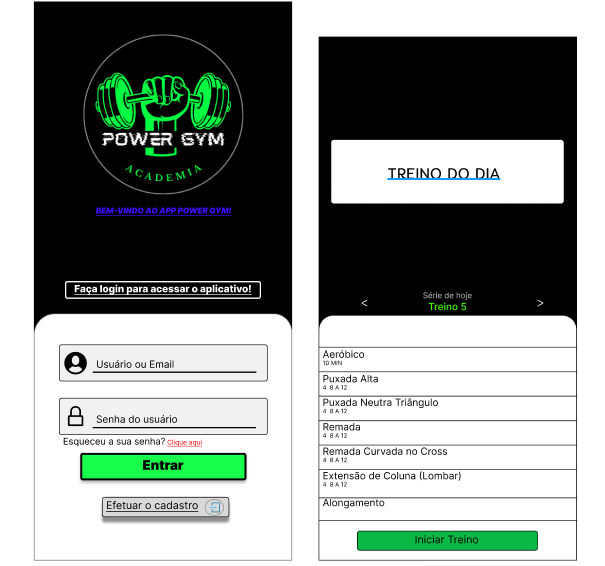 POWER GYM
ACADEMIA
BEM-VINDO AO APP POWER GYM!
Faça login para acessar o aplicativo!
Usuário ou Email
Senha do usuário
Esqueceu a sua senha? Clique aqui
Entrar
Efetuar o cadastro
TREINO DO DIA
Série de hoje
< Treino 5 >
Aeróbico
10 MIN
Puxada Alta
4 8 A 12
Puxada Neutra Triângulo
4 8 A 12
Remada
4 8 A 12
Remada Curvada no Cross
4 8 A 12
Extensão de Coluna (Lombar)
4 8 A 12
Alongamento
Iniciar Treino